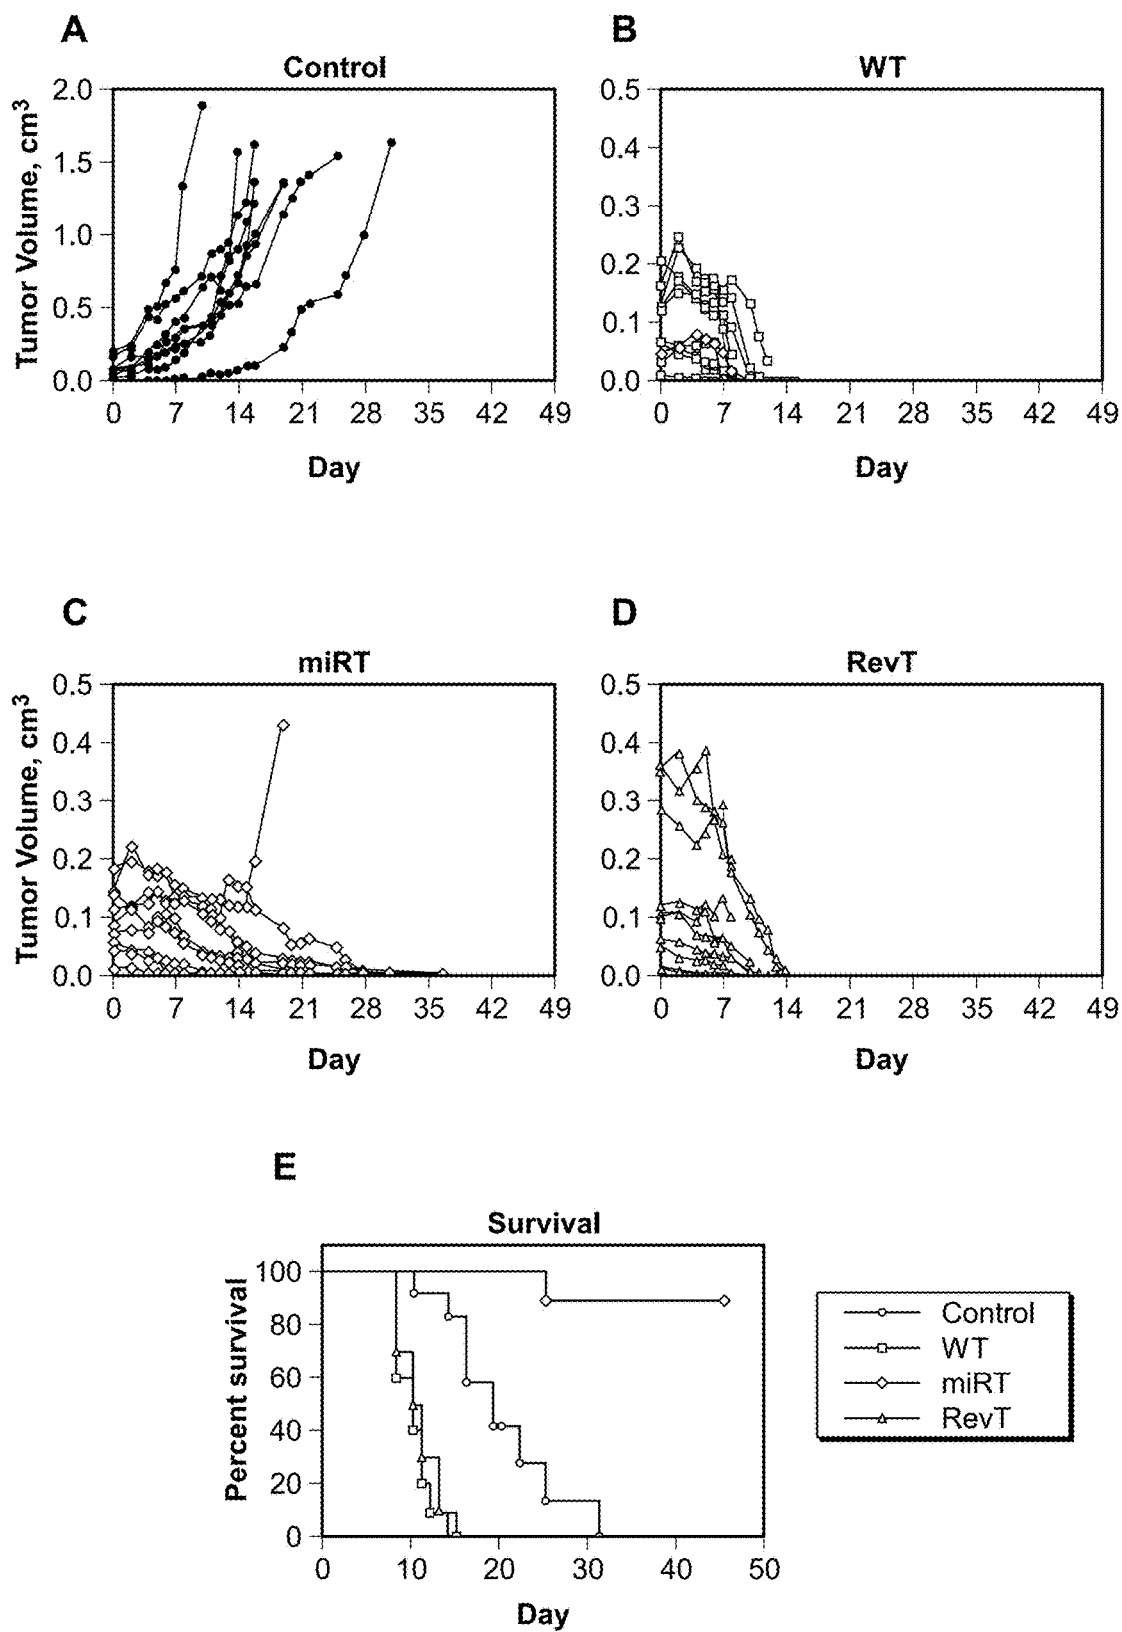 A
Control
Tumor Volume, cm3
2.0
1.5
1.0
0.5
0.0
0 7 14 21 28 35 42 49
Day
B
WT
0.5
0.4
0.3
0.2
0.1
0.0
0 7 14 21 28 35 42 49
Day
C
miRT
Tumor Volume, cm3
0.5
0.4
0.3
0.2
0.1
0.0
0 7 14 21 28 35 42 49
Day
D
RevT
0.5
0.4
0.3
0.2
0.1
0.0
0 7 14 21 28 35 42 49
Day
E
Survival
Percent survival
100
80
60
40
20
0
0 10 20 30 40 50
Day
Control
WT
miRT
RevT